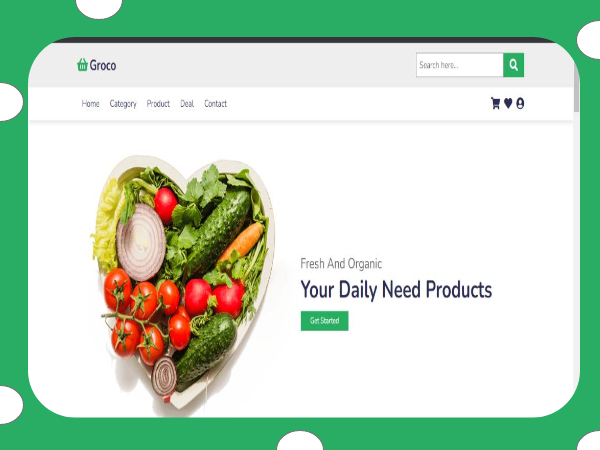 Groco
Search here...
Home Category Product Deal Contact
Fresh And Organic
Your Daily Need Products
Get Started